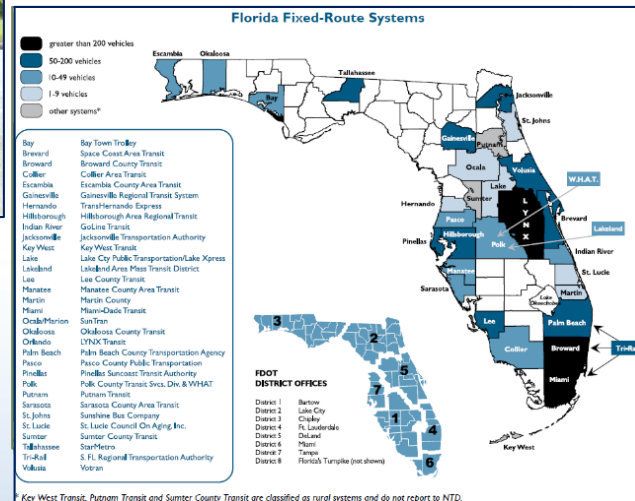 Florida Fixed-Route Systems
greater than 200 vehicles
50-200 vehicles
10-49 vehicles
1-9 vehicles
other systems*
Escambia
Okaloosa
Bay
Tallahassee
Jacksonville
St. Johns
Gainesville
Putnam
Ocala
Volusia
Lake
W.H.A.T.
Hernando
Sumter
LYNX
Brevard
Pasco
Lakeland
Pinellas
Hillsborough
Polk
Indian River
Manatee
St. Lucie
Sarasota
Martin
Lake Okeechobee
Lee
Palm Beach
Collier
Broward
Tri-Ra
Miami
Key West
Bay Bay Town Trolley
Brevard Space Coast Area Transit
Broward Broward County Transit
Collier Collier Area Transit
Escambia Escambia County Area Transit
Gainesville Gainesville Regional Transit System
Hernando TransHernando Express
Hillsborough Hillsborough Area Regional Transit
Indian River GoLine Transit
Jacksonville Jacksonville Transportation Authority
Key West Key West Transit
Lake Lake Cty Public Transportation/Lake Xpress
Lakeland Lakeland Area Mass Transit District
Lee Lee County Transit
Manatee Manatee County Area Transit
Martin Martin County
Miami Miami-Dade Transit
Ocala/Marion SunTran
Okaloosa Okaloosa County Transit
Orlando LYNX Transit
Palm Beach Palm Beach County Transportation Agency
Pasco Pasco County Public Transportation
Pinellas Pinellas Suncoast Transit Authority
Polk Polk County Transit Svcs. Div. & WHAT
Putnam Putnam Transit
Sarasota Sarasota County Area Transit
St. Johns Sunshine Bus Company
St. Lucie St. Lucie Council On Aging, Inc.
Sumter Sumter County Transit
Tallahassee StarMetro
Tri-Rail S. FL Regional Transportation Authority
Volusia Votran
3
2
5
7
1
4
6
FDOT
DISTRICT OFFICES
District 1 Bartow
District 2 Lake City
District 3 Chipley
District 4 Ft. Lauderdale
District 5 DeLand
District 6 Miami
District 7 Tampa
District 8 Florida's Turnpike (not shown)
* Key West Transit, Putnam Transit and Sumter County Transit are classified as rural systems and do not report to NTD.